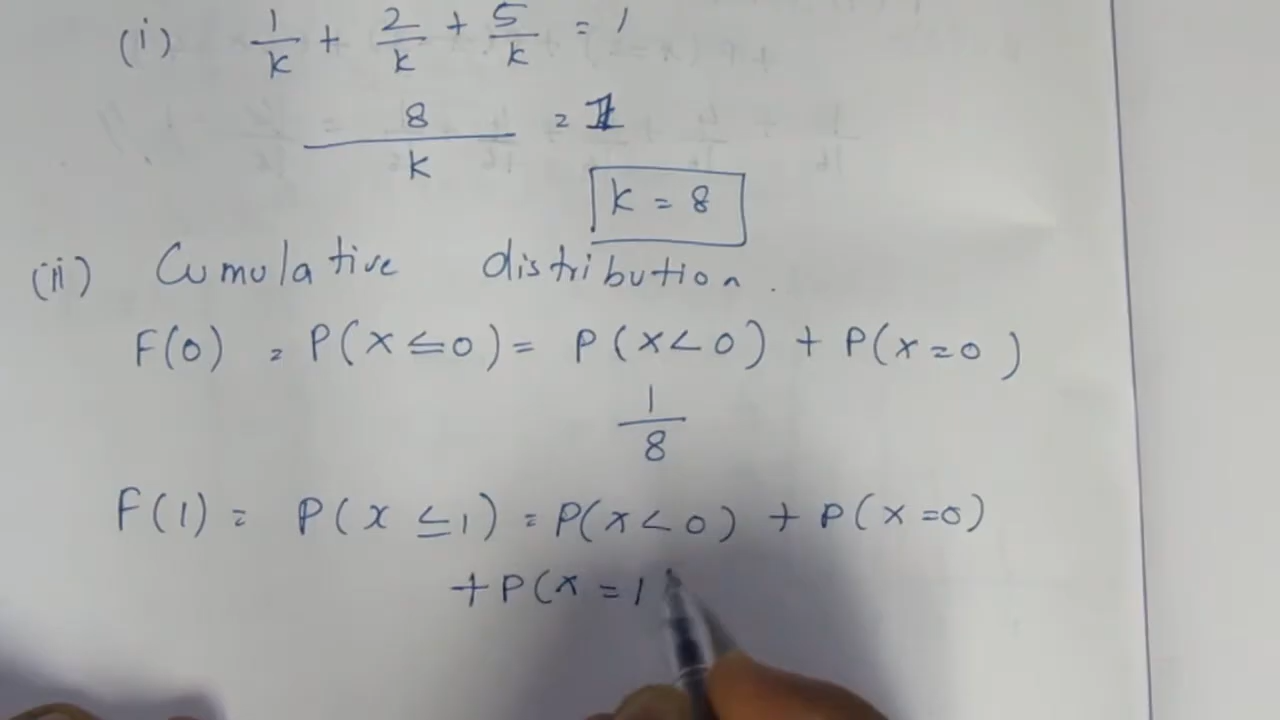 (i) 1/k + 2/k + 5/k = 1
8/k = 1
k = 8
(ii) Cumulative distribution.
F(0) = P(x ≤ 0) = P(x < 0) + P(x = 0)
1/8
F(1) = P(x ≤ 1) = P(x < 0) + P(x = 0)
+ P(x = 1